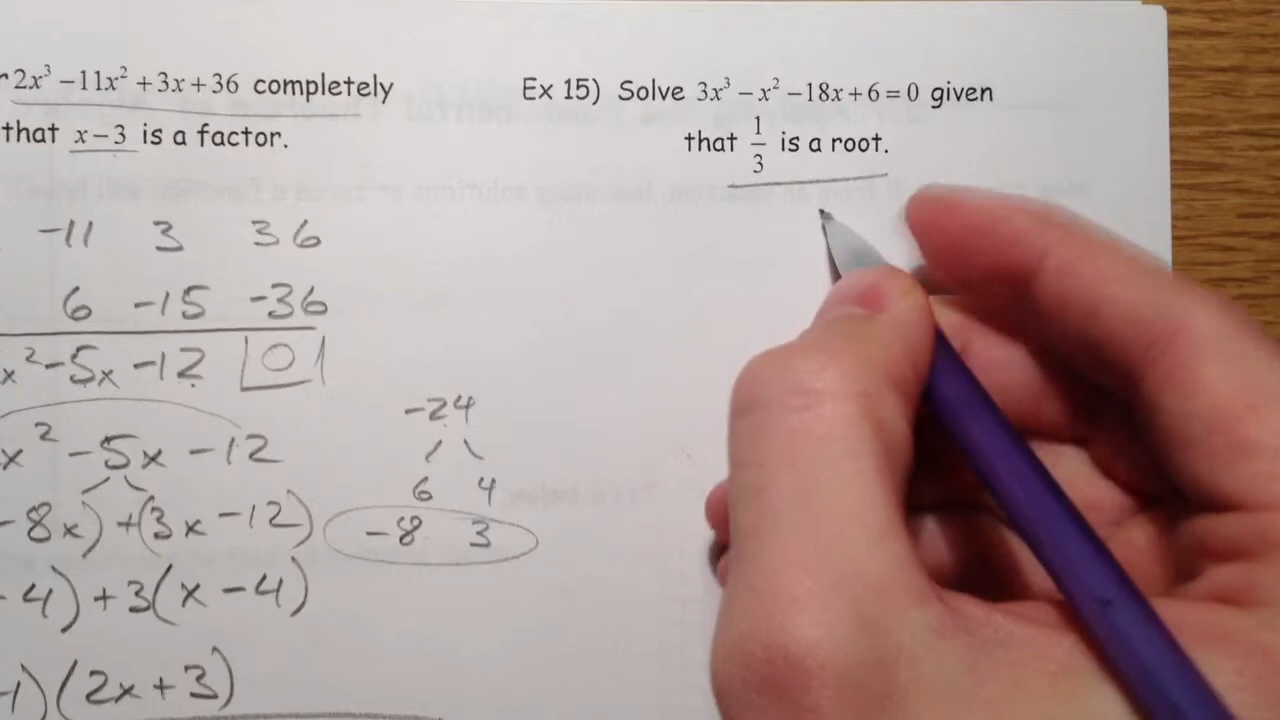 2x³ −11x² +3x+36 completely
Ex 15) Solve 3x³ − x² −18x+6=0 given
that x−3 is a factor.
that 1/3 is a root.
-11 3 36
6 -15 -36
x²-5x -12 0
-24
x² -5x -12
6 4
-8x) +(3x -12)
-8 3
-4) +3(x -4)
) (2x+3)